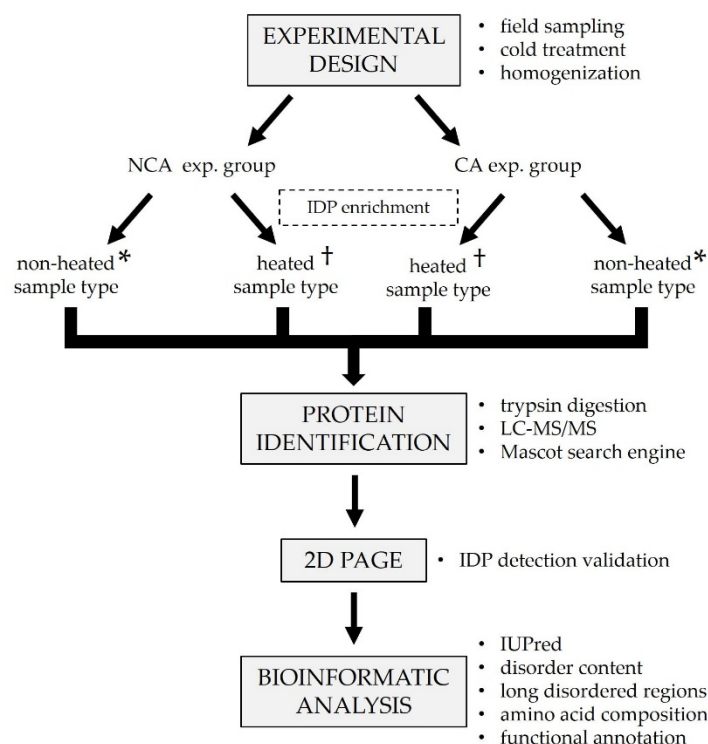 EXPERIMENTAL
DESIGN
• field sampling
• cold treatment
• homogenization
NCA exp. group
CA exp. group
IDP enrichment
non-heated*
sample type
heated†
sample type
heated†
sample type
non-heated*
sample type
PROTEIN
IDENTIFICATION
• trypsin digestion
• LC-MS/MS
• Mascot search engine
2D PAGE
• IDP detection validation
BIOINFORMATIC
ANALYSIS
• IUPred
• disorder content
• long disordered regions
• amino acid composition
• functional annotation